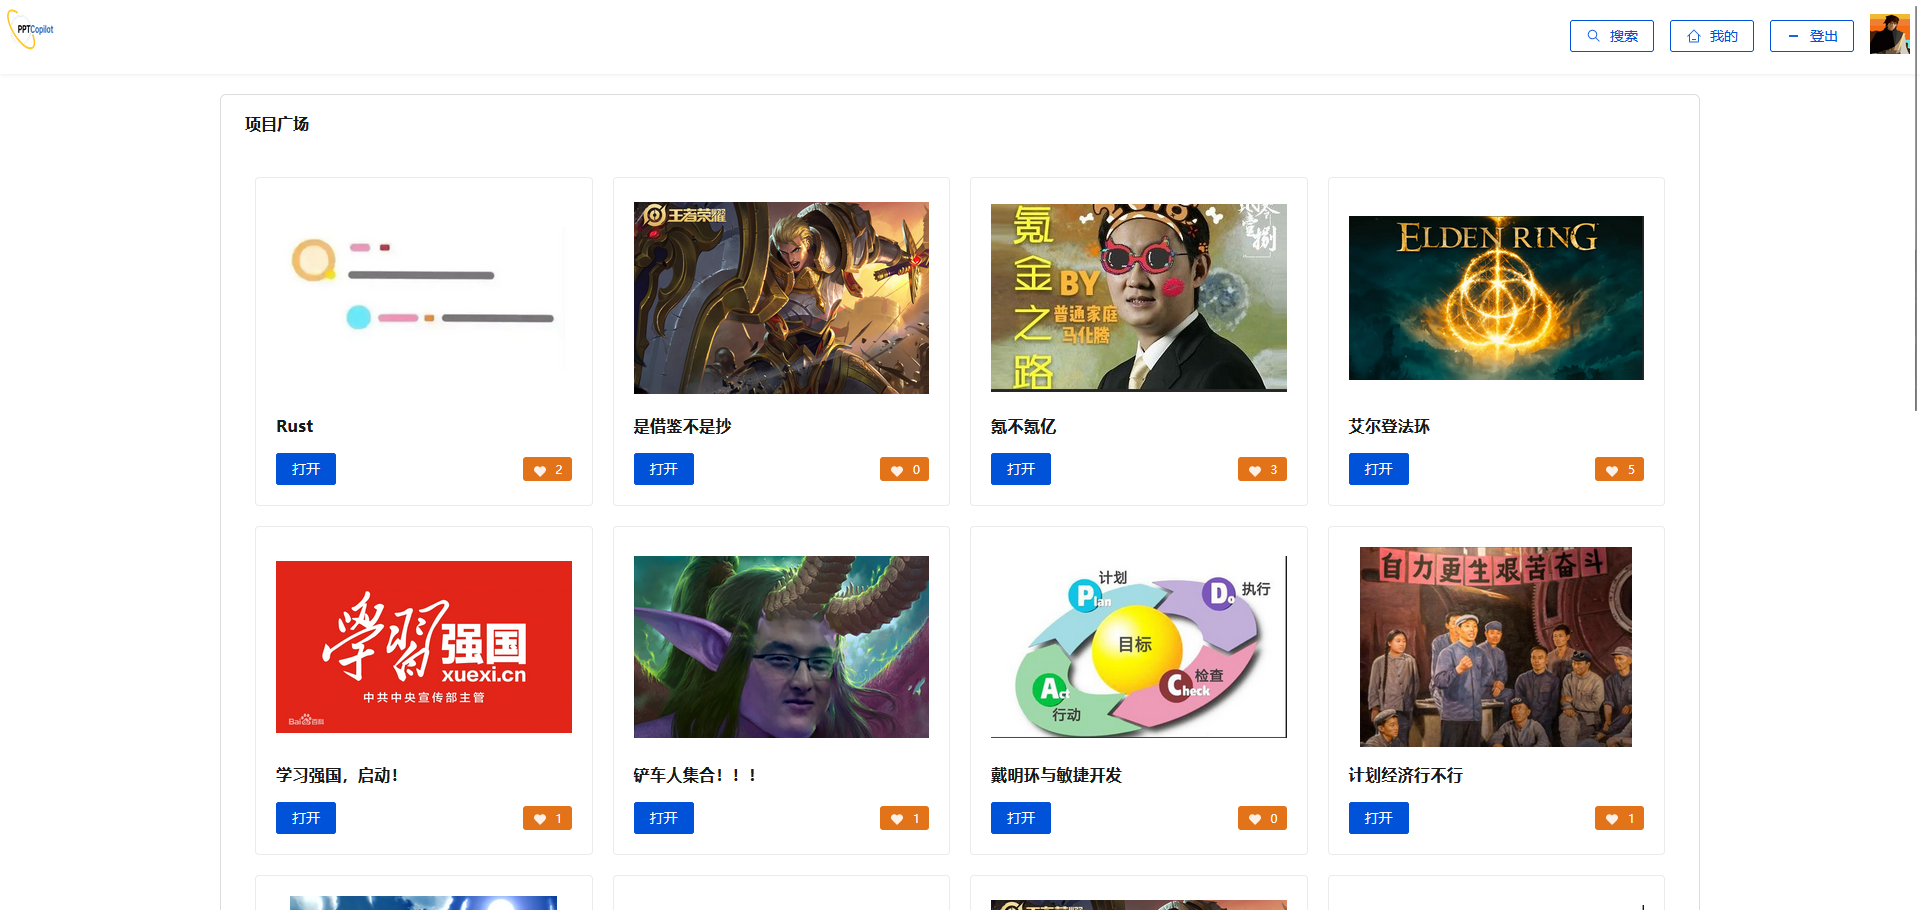 PPTCopilot
搜索
我的
登出
项目广场
王者荣耀
氪金之路
BY
普通家庭
马化腾
ELDEN RING
Rust
打开
2
是借鉴不是抄
打开
0
氪不氪亿
打开
3
艾尔登法环
打开
5
学习强国
xuexi.cn
中共中央宣传部主管
Bai百科
计划
Plan
Do
执行
目标
Act
行动
Check
检查
自力更生艰苦奋斗
学习强国，启动！
打开
1
铲车人集合！！！
打开
1
戴明环与敏捷开发
打开
0
计划经济行不行
打开
1